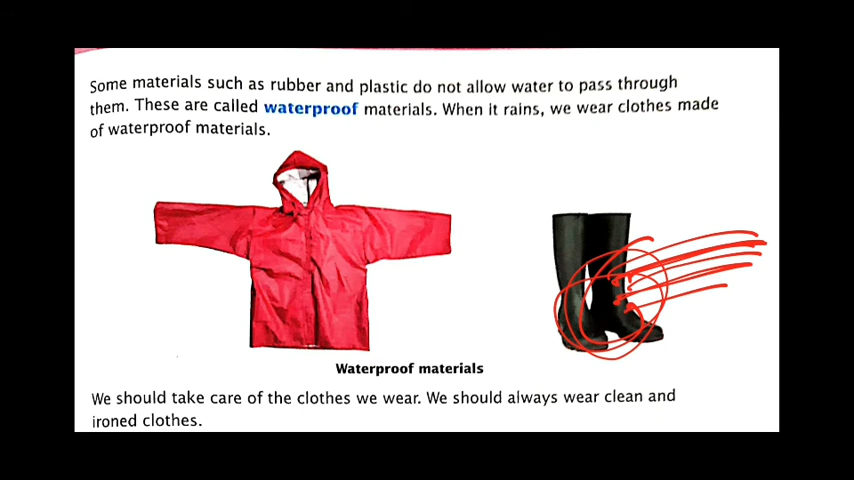 Some materials such as rubber and plastic do not allow water to pass through
them. These are called waterproof materials. When it rains, we wear clothes made
of waterproof materials.
Waterproof materials
We should take care of the clothes we wear. We should always wear clean and
ironed clothes.